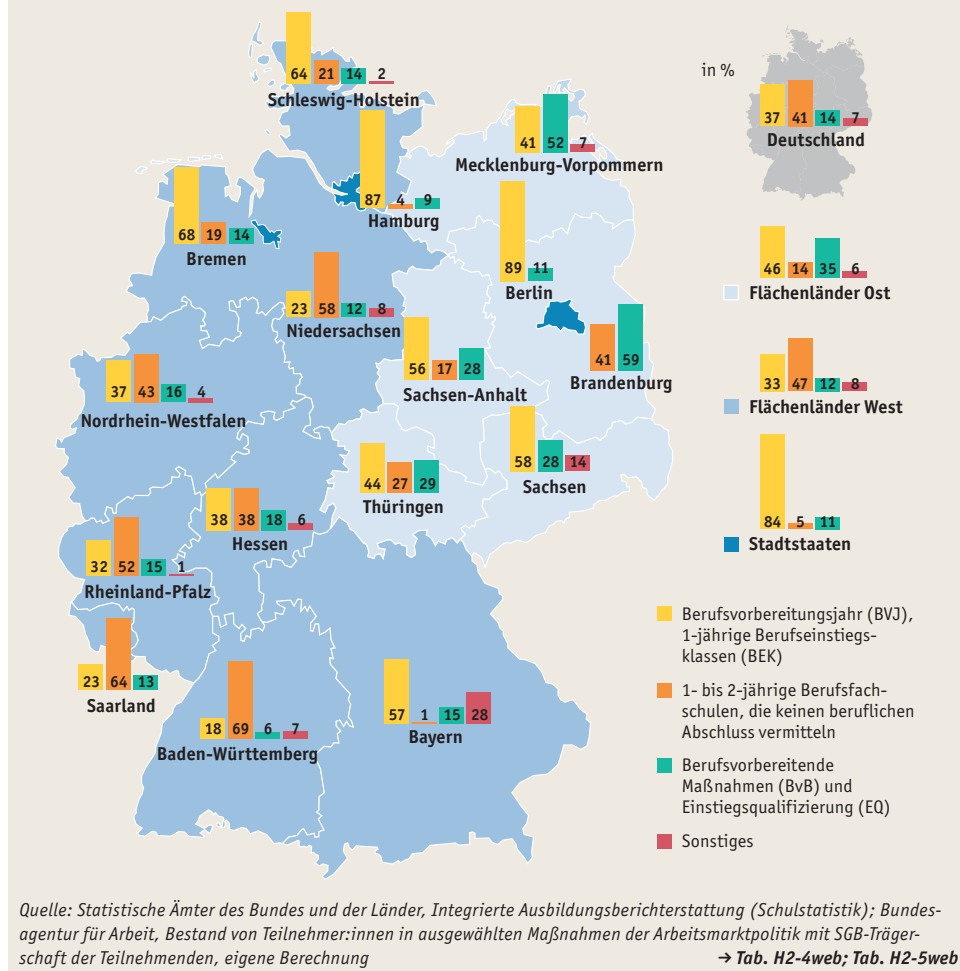 64 21 14 2
Schleswig-Holstein
in %
37 41 14 7
Deutschland
41 52 7
Mecklenburg-Vorpommern
87 4 9
Hamburg
68 19 14
Bremen
89 11
Berlin
46 14 35 6
Flächenländer Ost
23 58 12 8
Niedersachsen
41 59
Brandenburg
56 17 28
Sachsen-Anhalt
37 43 16 4
Nordrhein-Westfalen
33 47 12 8
Flächenländer West
58 28 14
Sachsen
44 27 29
Thüringen
38 38 18 6
Hessen
84 5 11
Stadtstaaten
32 52 15 1
Rheinland-Pfalz
23 64 13
Saarland
18 69 6 7
Baden-Württemberg
57 1 15 28
Bayern
Berufsvorbereitungsjahr (BVJ),
1-jährige Berufseinstiegs-
klassen (BEK)
1- bis 2-jährige Berufsfach-
schulen, die keinen beruflichen
Abschluss vermitteln
Berufsvorbereitende
Maßnahmen (BvB) und
Einstiegsqualifizierung (EQ)
Sonstiges
Quelle: Statistische Ämter des Bundes und der Länder, Integrierte Ausbildungsberichterstattung (Schulstatistik); Bundes-
agentur für Arbeit, Bestand von Teilnehmer:innen in ausgewählten Maßnahmen der Arbeitsmarktpolitik mit SGB-Träger-
schaft der Teilnehmenden, eigene Berechnung → Tab. H2-4web; Tab. H2-5web